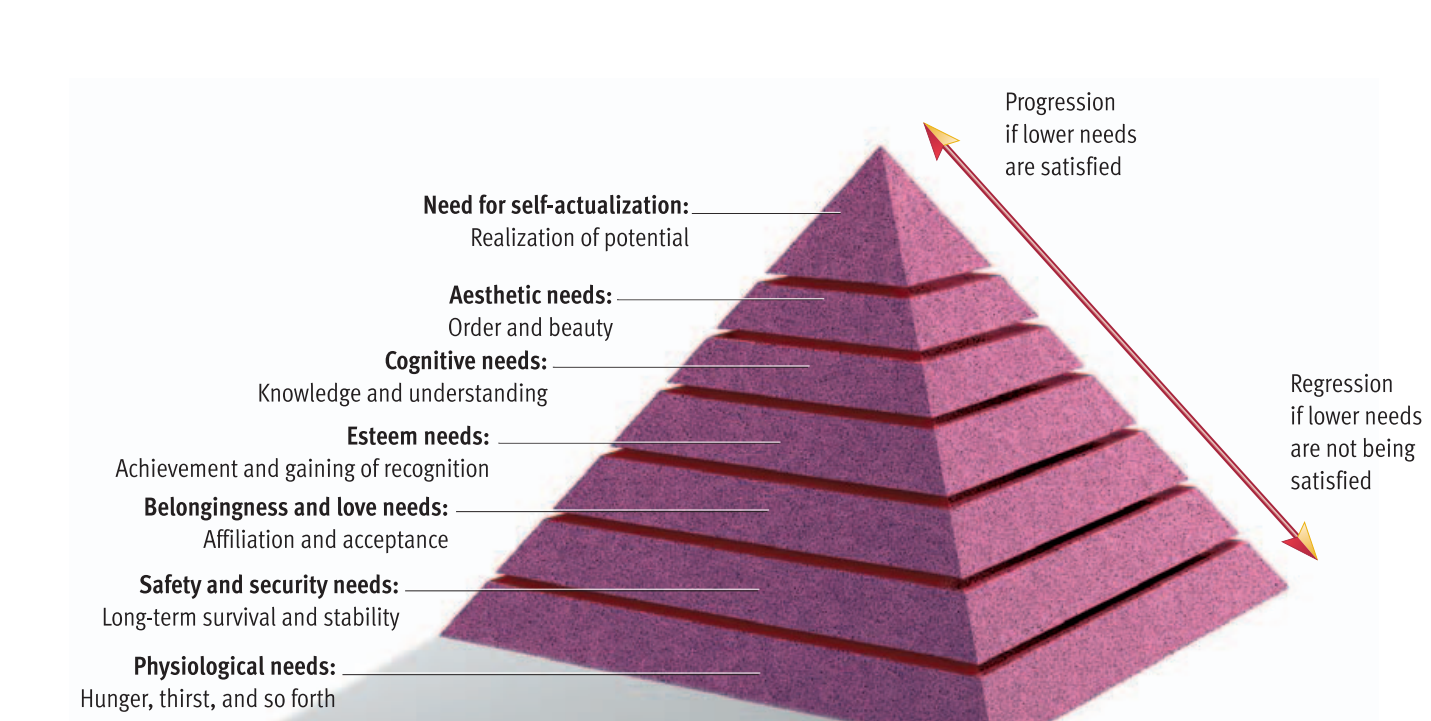 Progression
if lower needs
are satisfied
Need for self-actualization:
Realization of potential
Aesthetic needs:
Order and beauty
Cognitive needs:
Knowledge and understanding
Regression
if lower needs
are not being
satisfied
Esteem needs:
Achievement and gaining of recognition
Belongingness and love needs:
Affiliation and acceptance
Safety and security needs:
Long-term survival and stability
Physiological needs:
Hunger, thirst, and so forth